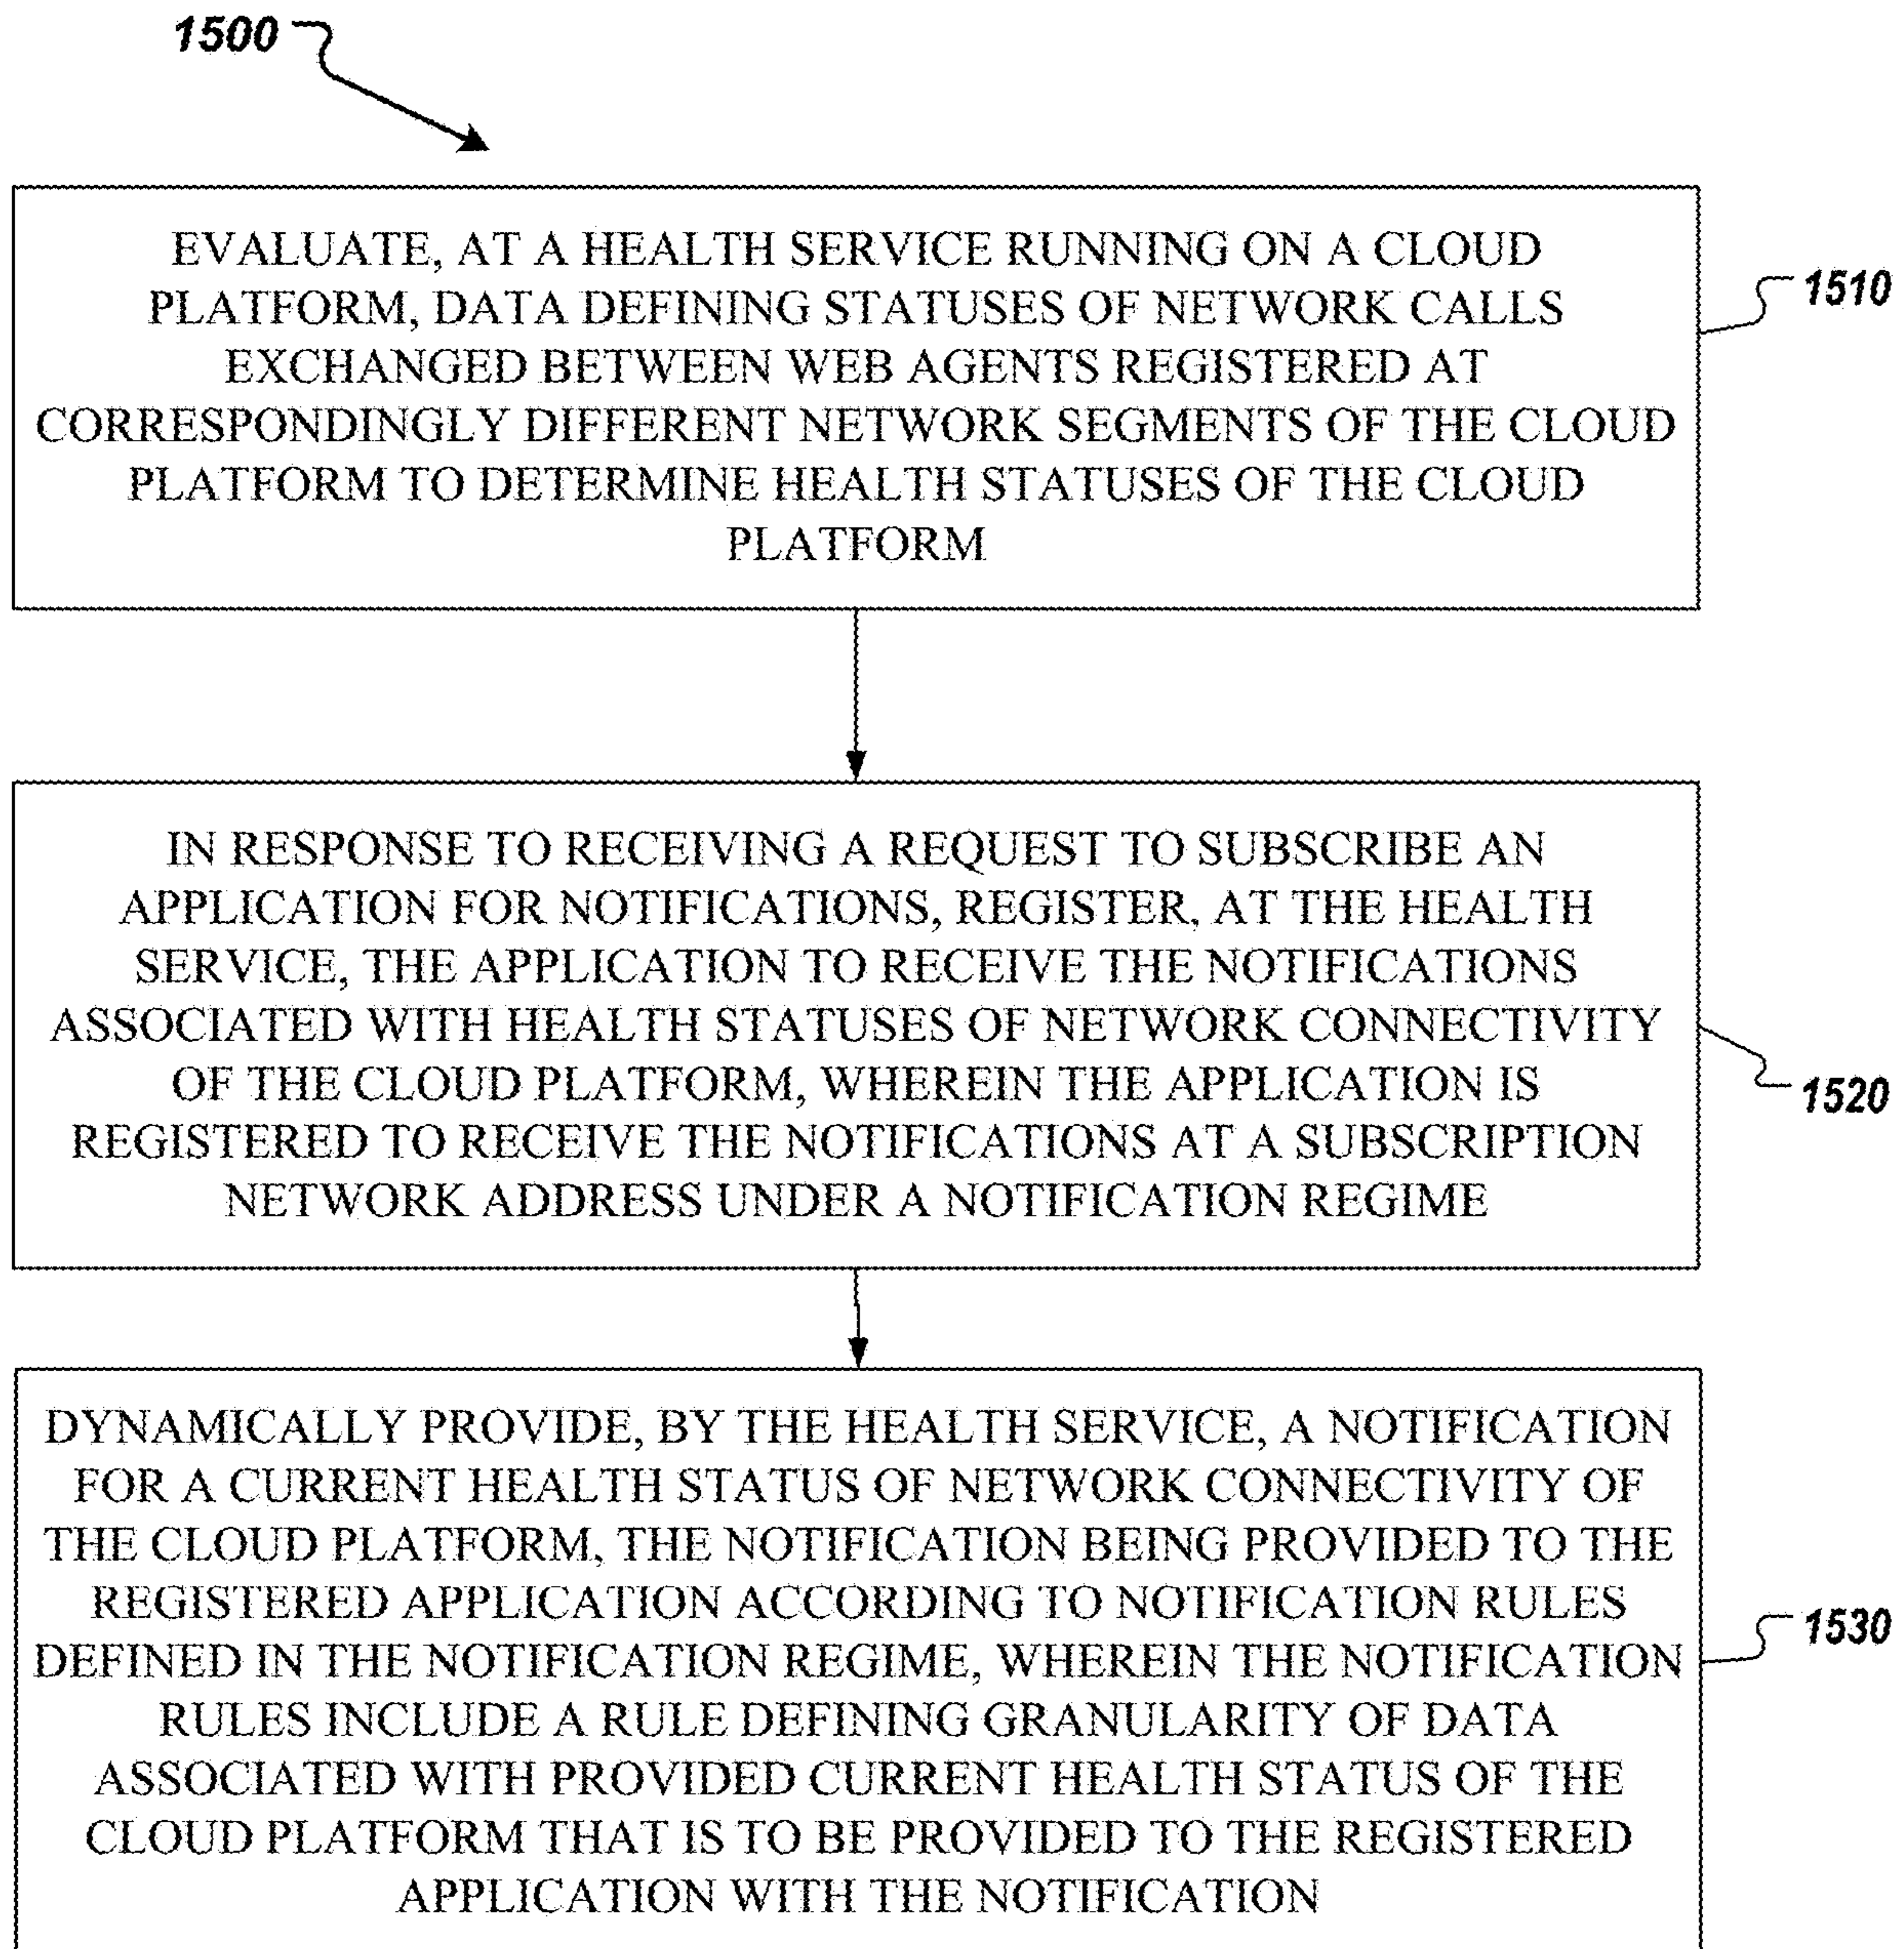 1500
EVALUATE, AT A HEALTH SERVICE RUNNING ON A CLOUD
PLATFORM, DATA DEFINING STATUSES OF NETWORK CALLS
EXCHANGED BETWEEN WEB AGENTS REGISTERED AT
CORRESPONDINGLY DIFFERENT NETWORK SEGMENTS OF THE CLOUD
PLATFORM TO DETERMINE HEALTH STATUSES OF THE CLOUD
PLATFORM
1510
IN RESPONSE TO RECEIVING A REQUEST TO SUBSCRIBE AN
APPLICATION FOR NOTIFICATIONS, REGISTER, AT THE HEALTH
SERVICE, THE APPLICATION TO RECEIVE THE NOTIFICATIONS
ASSOCIATED WITH HEALTH STATUSES OF NETWORK CONNECTIVITY
OF THE CLOUD PLATFORM, WHEREIN THE APPLICATION IS
REGISTERED TO RECEIVE THE NOTIFICATIONS AT A SUBSCRIPTION
NETWORK ADDRESS UNDER A NOTIFICATION REGIME
1520
DYNAMICALLY PROVIDE, BY THE HEALTH SERVICE, A NOTIFICATION
FOR A CURRENT HEALTH STATUS OF NETWORK CONNECTIVITY OF
THE CLOUD PLATFORM, THE NOTIFICATION BEING PROVIDED TO THE
REGISTERED APPLICATION ACCORDING TO NOTIFICATION RULES
DEFINED IN THE NOTIFICATION REGIME, WHEREIN THE NOTIFICATION
RULES INCLUDE A RULE DEFINING GRANULARITY OF DATA
ASSOCIATED WITH PROVIDED CURRENT HEALTH STATUS OF THE
CLOUD PLATFORM THAT IS TO BE PROVIDED TO THE REGISTERED
APPLICATION WITH THE NOTIFICATION
1530